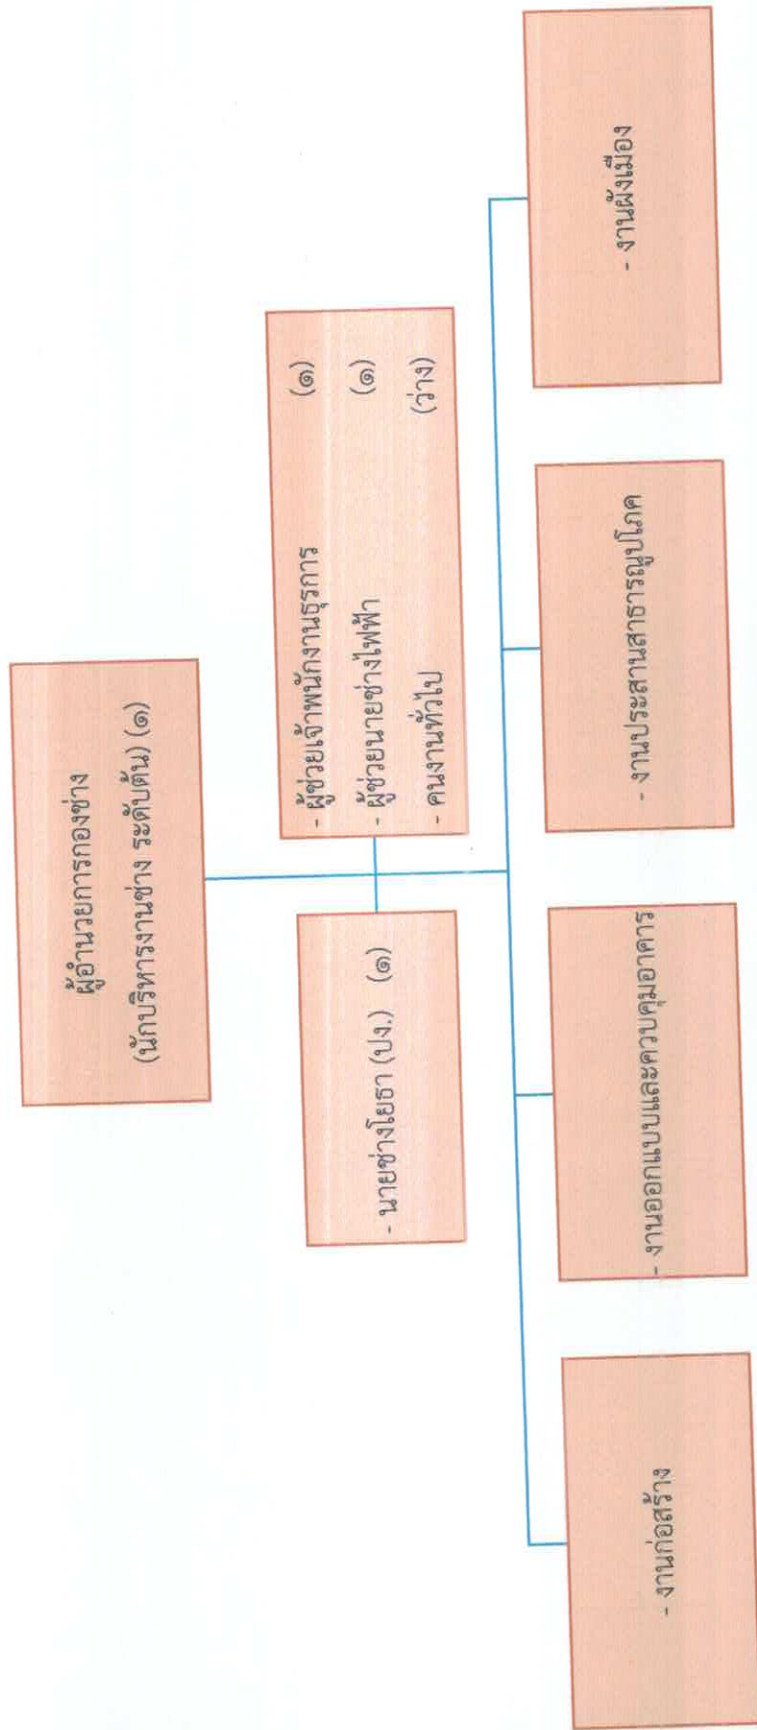 ผู้อำนวยการกองช่าง
(นักบริหารงานช่าง ระดับต้น) (๑)
- นายช่างโยธา (ปง.) (๑)
- ผู้ช่วยเจ้าพนักงานธุรการ (๑)
- ผู้ช่วยนายช่างไฟฟ้า (๑)
- คนงานทั่วไป (ว่าง)
- งานก่อสร้าง
- งานออกแบบและควบคุมอาคาร
- งานประสานสาธารณูปโภค
- งานผังเมือง